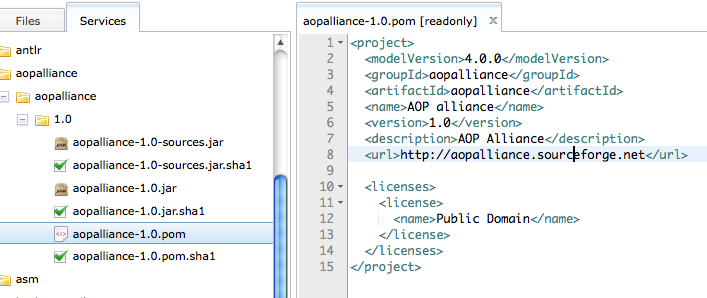 Files
Services
antlr
aopalliance
aopalliance
1.0
aopalliance-1.0-sources.jar
aopalliance-1.0-sources.jar.sha1
aopalliance-1.0.jar
aopalliance-1.0.jar.sha1
aopalliance-1.0.pom
aopalliance-1.0.pom.sha1
asm
aopalliance-1.0.pom [readonly]
1 <project>
2 <modelVersion>4.0.0</modelVersion>
3 <groupId>aopalliance</groupId>
4 <artifactId>aopalliance</artifactId>
5 <name>AOP alliance</name>
6 <version>1.0</version>
7 <description>AOP Alliance</description>
8 <url>http://aopalliance.sourceforge.net</url>
9
10 <licenses>
11 <license>
12 <name>Public Domain</name>
13 </license>
14 </licenses>
15 </project>